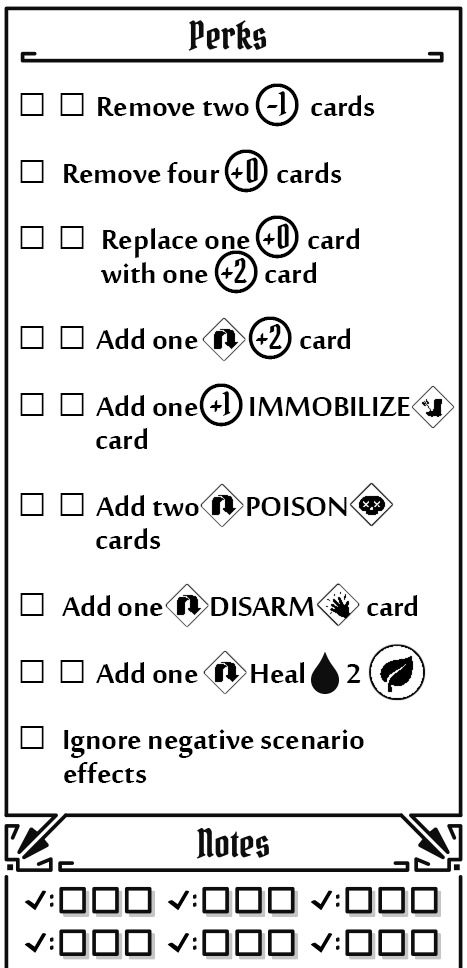 Perks
Remove two -1 cards
Remove four +0 cards
Replace one +0 card
with one +2 card
Add one +2 card
Add one +1 IMMOBILIZE
card
Add two POISON
cards
Add one DISARM card
Add one Heal 2
Ignore negative scenario
effects
Notes
✓: ✓: ✓:
✓: ✓: ✓: